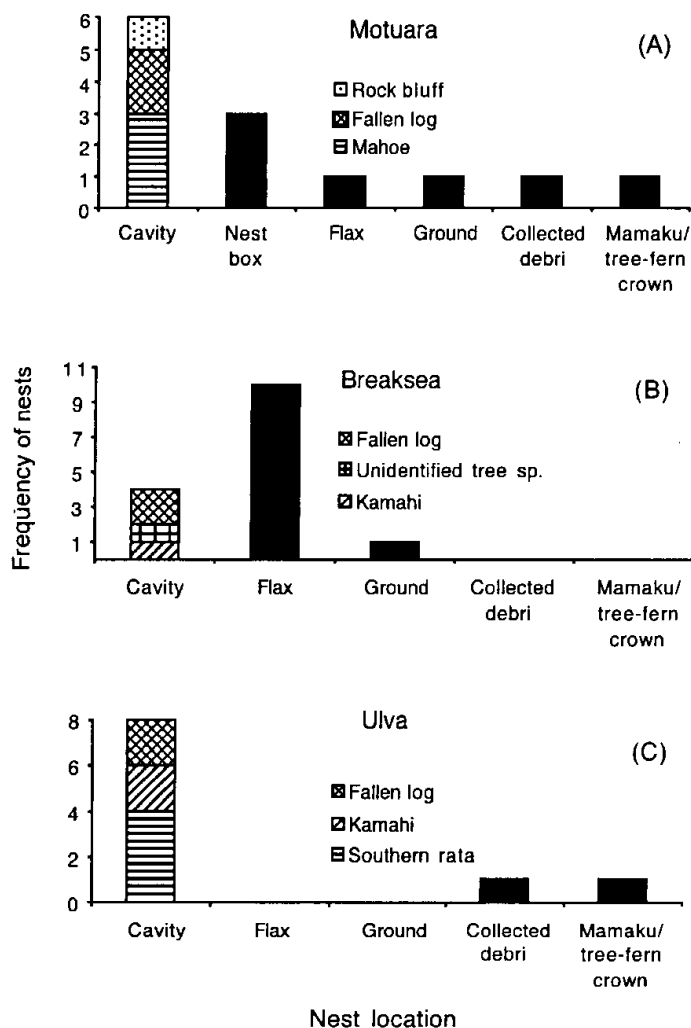 Motuara
(A)
6
5
4
3
2
1
0
Rock bluff
Fallen log
Mahoe
Cavity
Nest box
Flax
Ground
Collected debri
Mamaku/ tree-fern crown
Frequency of nests
Breaksea
(B)
11
9
7
5
3
1
Fallen log
Unidentified tree sp.
Kamahi
Cavity
Flax
Ground
Collected debri
Mamaku/ tree-fern crown
Ulva
(C)
8
6
4
2
0
Fallen log
Kamahi
Southern rata
Cavity
Flax
Ground
Collected debri
Mamaku/ tree-fern crown
Nest location